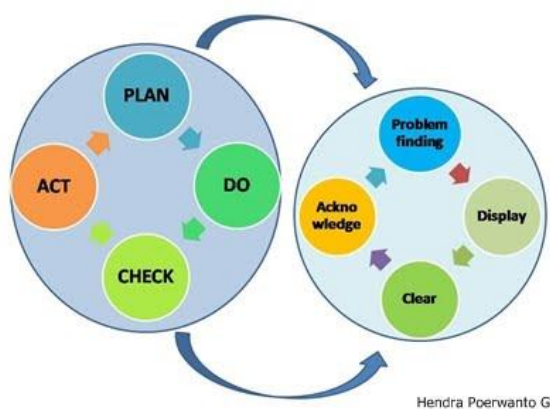 PLAN
DO
CHECK
ACT
Problem
finding
Display
Clear
Ackno
wledge
Hendra Poerwanto G